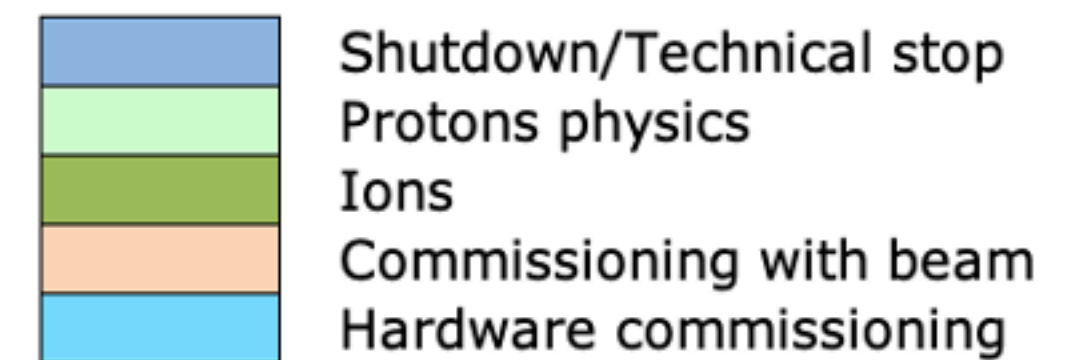 Shutdown/Technical stop
Protons physics
Ions
Commissioning with beam
Hardware commissioning